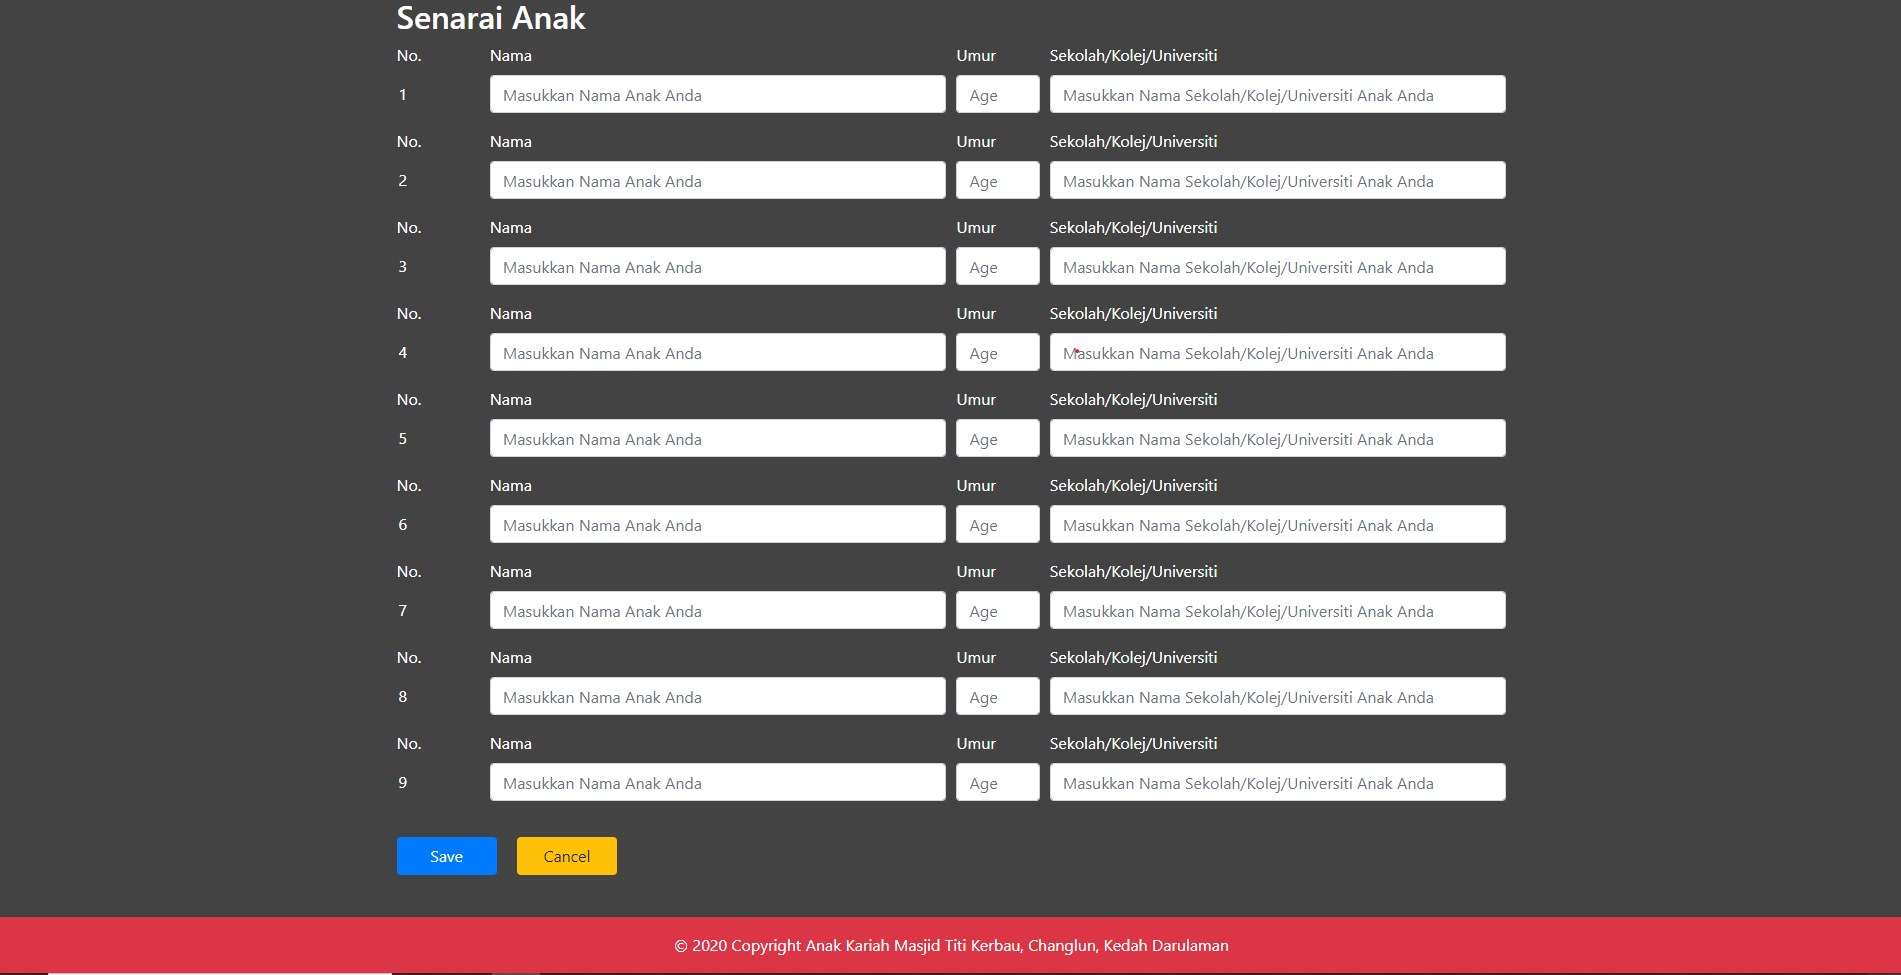 Senarai Anak
No. Nama Umur Sekolah/Kolej/Universiti
1 Masukkan Nama Anak Anda Age Masukkan Nama Sekolah/Kolej/Universiti Anak Anda
No. Nama Umur Sekolah/Kolej/Universiti
2 Masukkan Nama Anak Anda Age Masukkan Nama Sekolah/Kolej/Universiti Anak Anda
No. Nama Umur Sekolah/Kolej/Universiti
3 Masukkan Nama Anak Anda Age Masukkan Nama Sekolah/Kolej/Universiti Anak Anda
No. Nama Umur Sekolah/Kolej/Universiti
4 Masukkan Nama Anak Anda Age Masukkan Nama Sekolah/Kolej/Universiti Anak Anda
No. Nama Umur Sekolah/Kolej/Universiti
5 Masukkan Nama Anak Anda Age Masukkan Nama Sekolah/Kolej/Universiti Anak Anda
No. Nama Umur Sekolah/Kolej/Universiti
6 Masukkan Nama Anak Anda Age Masukkan Nama Sekolah/Kolej/Universiti Anak Anda
No. Nama Umur Sekolah/Kolej/Universiti
7 Masukkan Nama Anak Anda Age Masukkan Nama Sekolah/Kolej/Universiti Anak Anda
No. Nama Umur Sekolah/Kolej/Universiti
8 Masukkan Nama Anak Anda Age Masukkan Nama Sekolah/Kolej/Universiti Anak Anda
No. Nama Umur Sekolah/Kolej/Universiti
9 Masukkan Nama Anak Anda Age Masukkan Nama Sekolah/Kolej/Universiti Anak Anda
Save Cancel
© 2020 Copyright Anak Kariah Masjid Titi Kerbau, Changlun, Kedah Darulaman